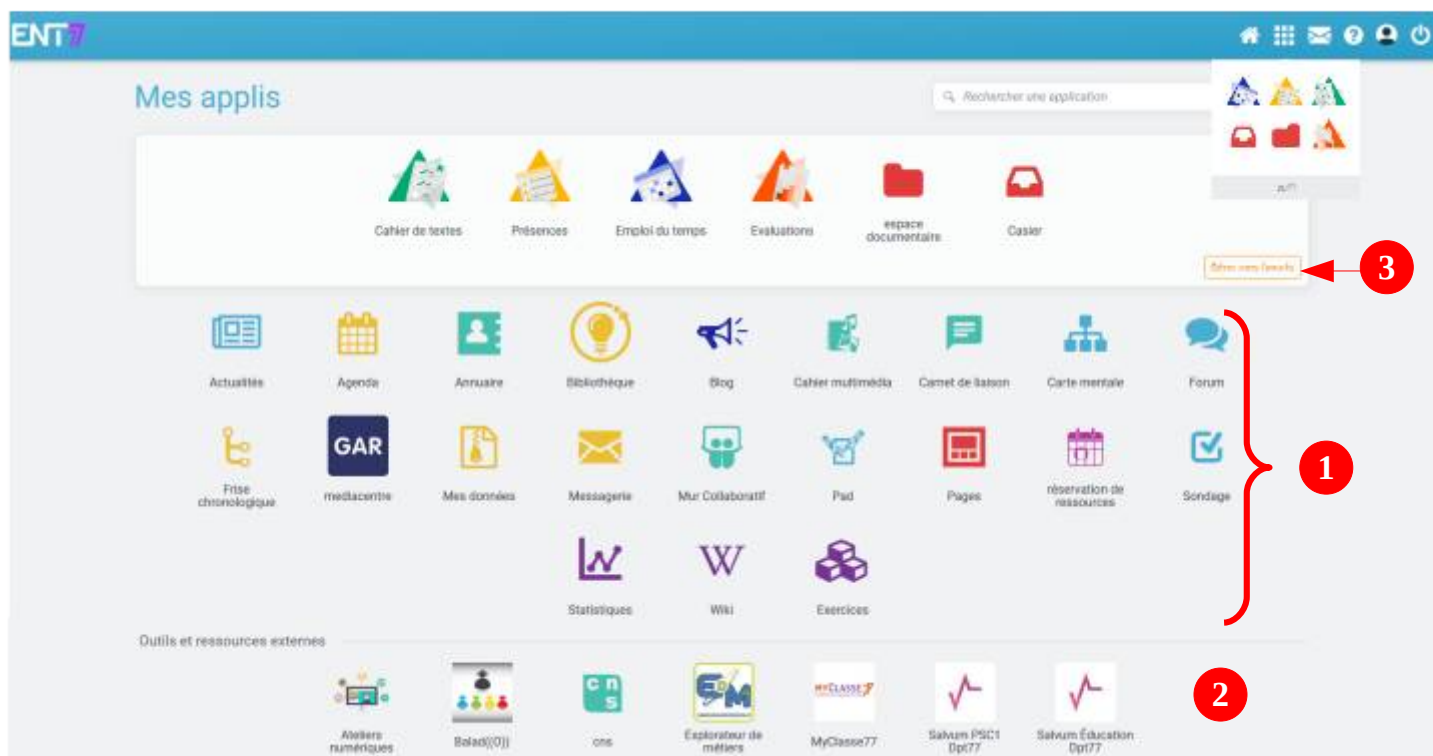 ENT77
Mes applis
Rechercher une application
Cahier de textes
Présences
Emploi du temps
Evaluations
espace
documentaire
Casier
3
Actualités
Agenda
Annuaire
Bibliothèque
Blog
Cahier multimédia
Carnet de liaison
Carte mentale
Forum
GAR
Frise
chronologique
mediacentre
Mes données
Messagerie
Mur Collaboratif
Pad
Pages
réservation de
ressources
Sondage
1
W
Statistiques
Wiki
Exercices
Outils et ressources externes
cn
s
EDM
MYCLASSE77
2
Ateliers
numériques
Balad((O))
cns
Explorateur de
métiers
MyClasse77
Salvum PSC1
Dpt77
Salvum Éducation
Dpt77